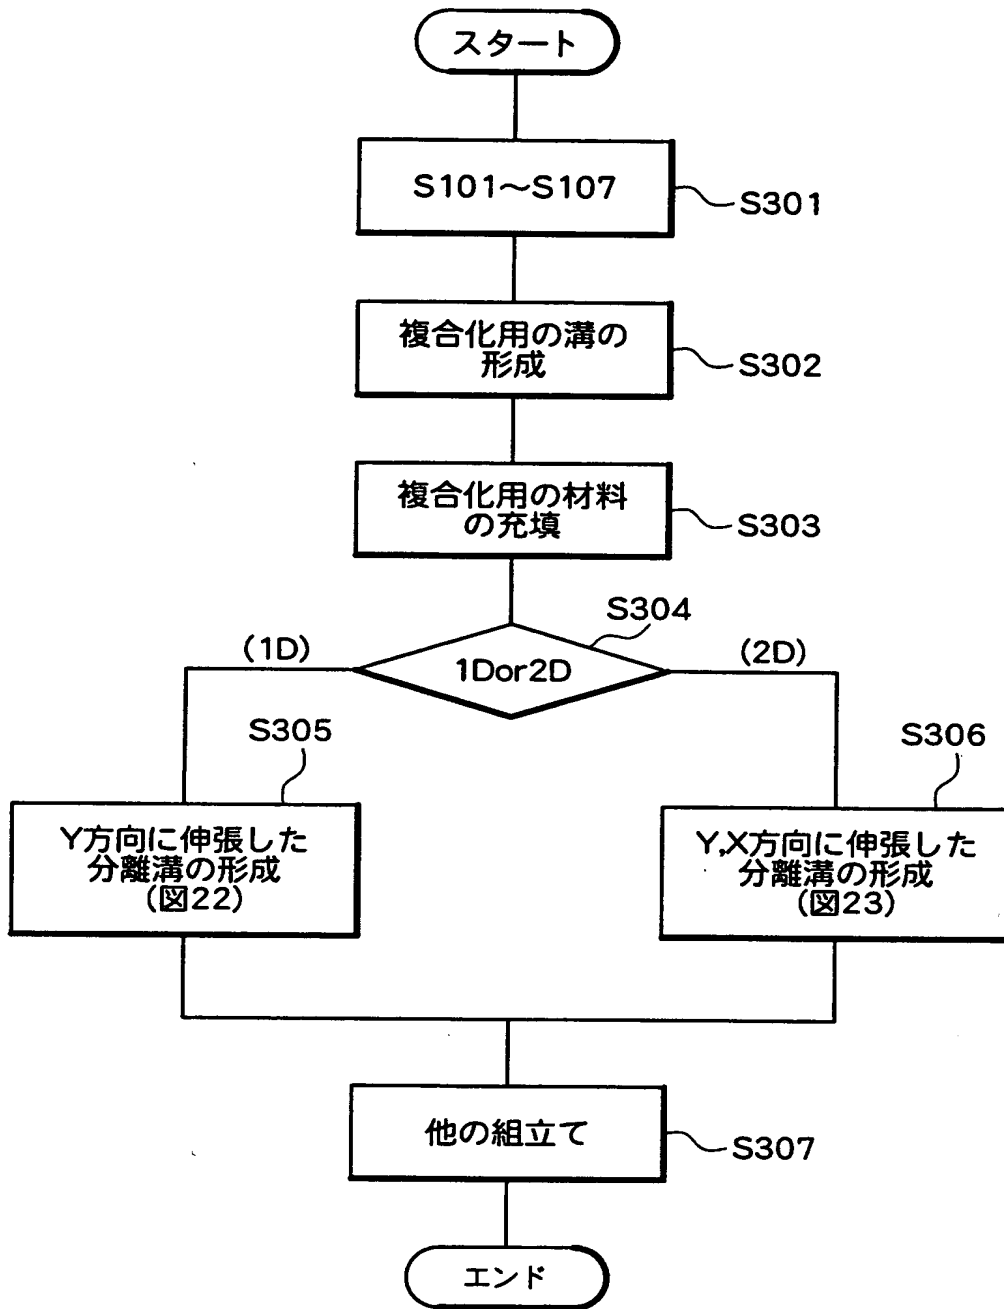 スタート
S101～S107
S301
複合化用の溝の
形成
S302
複合化用の材料
の充填
S303
S304
(1D)
1Dor2D
(2D)
S305
S306
Y方向に伸張した
分離溝の形成
(図22)
Y,X方向に伸張した
分離溝の形成
(図23)
他の組立て
S307
エンド